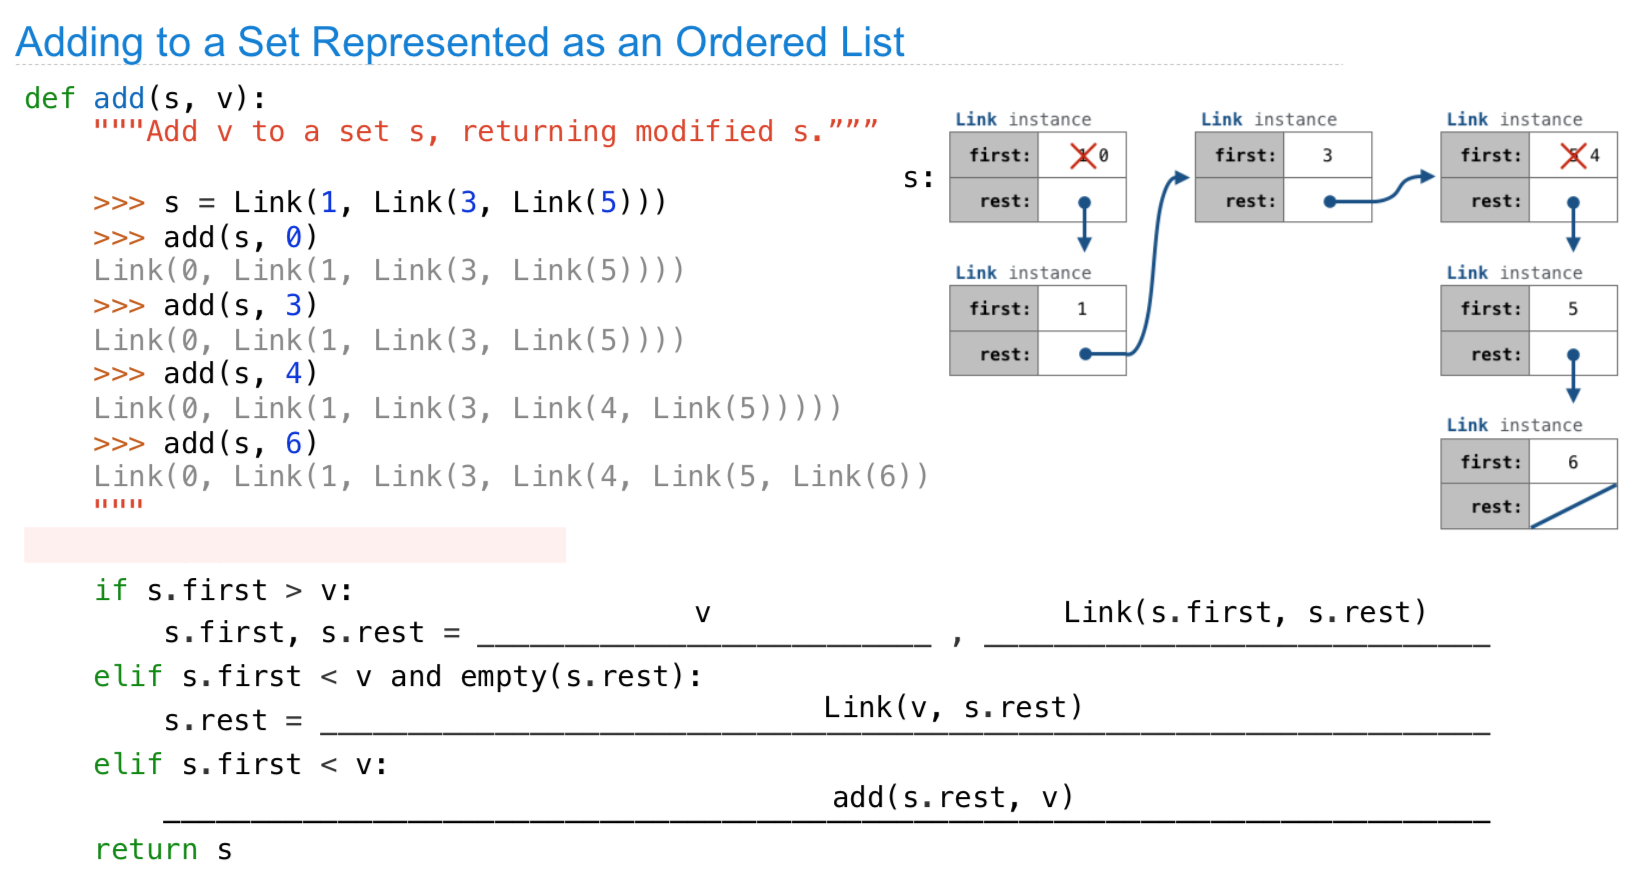 Adding to a Set Represented as an Ordered List
def add(s, v):
"""Add v to a set s, returning modified s.”””
>>> s = Link(1, Link(3, Link(5)))
>>> add(s, 0)
Link(0, Link(1, Link(3, Link(5))))
>>> add(s, 3)
Link(0, Link(1, Link(3, Link(5))))
>>> add(s, 4)
Link(0, Link(1, Link(3, Link(4, Link(5)))))
>>> add(s, 6)
Link(0, Link(1, Link(3, Link(4, Link(5, Link(6))
"""
s:
Link instance
first: 1 0
rest:
Link instance
first: 1
rest:
Link instance
first: 3
rest:
Link instance
first: 5 4
rest:
Link instance
first: 5
rest:
Link instance
first: 6
rest:
if s.first > v:
s.first, s.rest = v , Link(s.first, s.rest)
elif s.first < v and empty(s.rest):
s.rest = Link(v, s.rest)
elif s.first < v:
add(s.rest, v)
return s